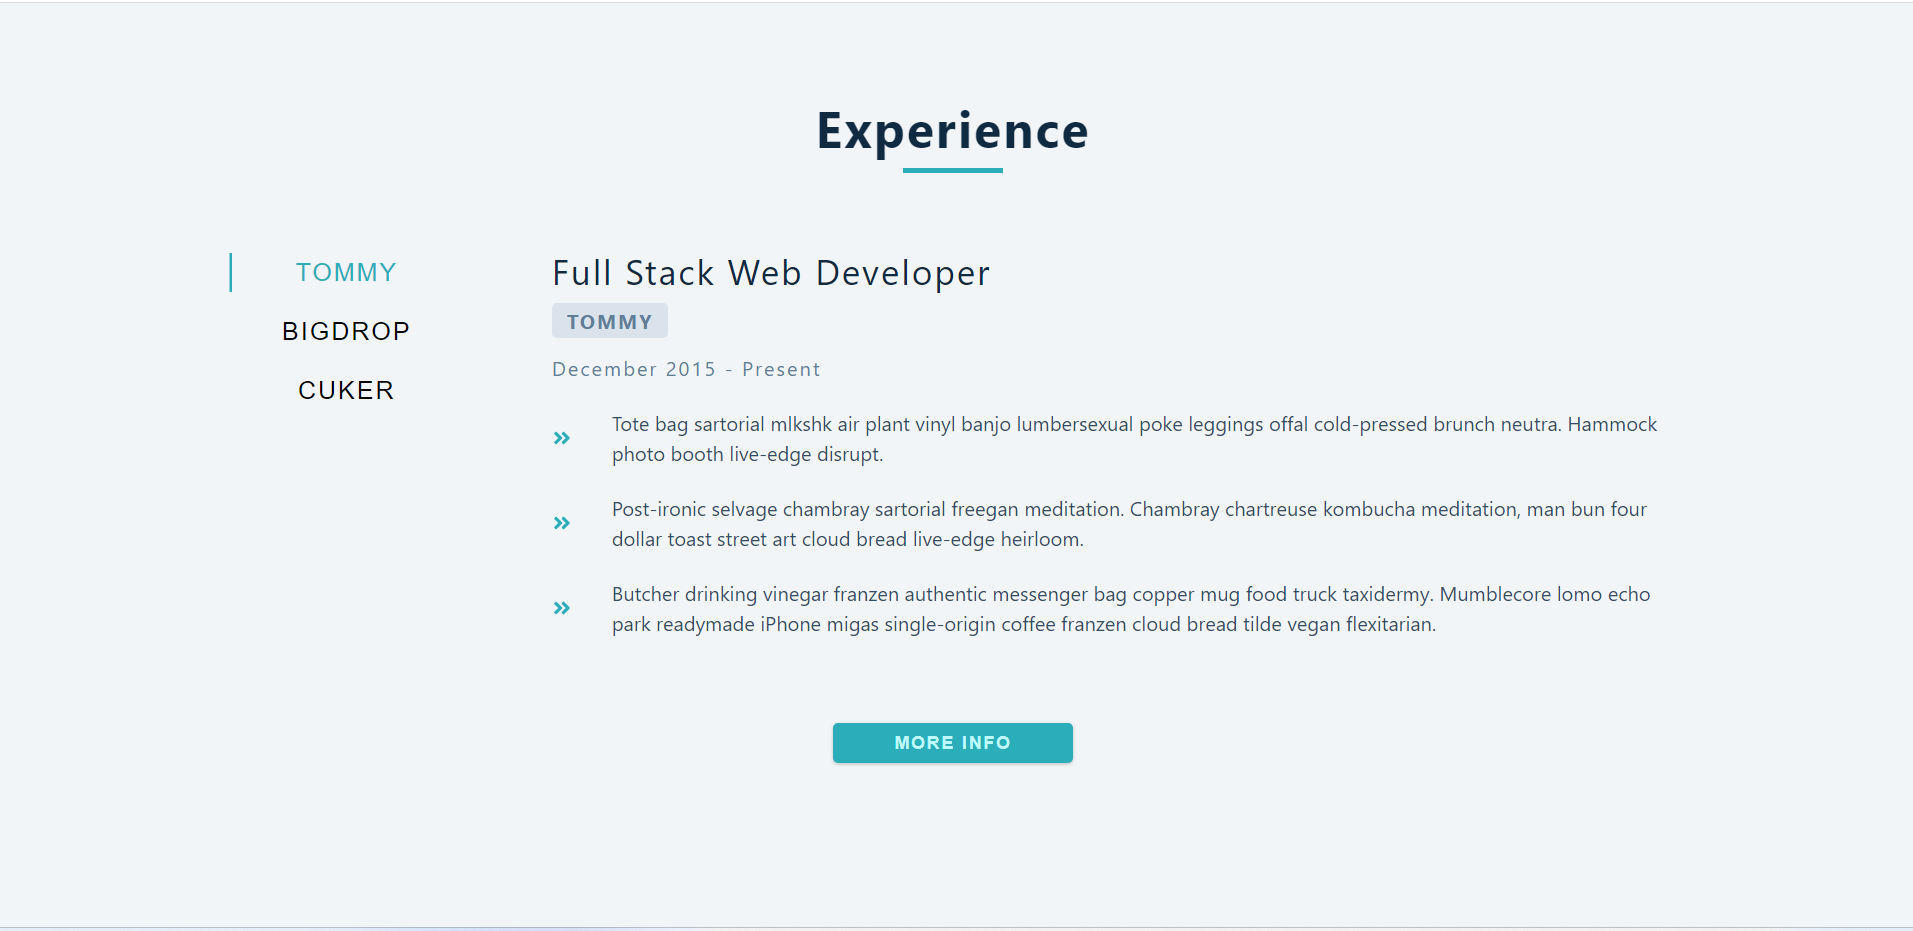 Experience
TOMMY
BIGDROP
CUKER
Full Stack Web Developer
TOMMY
December 2015 - Present
Tote bag sartorial mlkshk air plant vinyl banjo lumbersexual poke leggings offal cold-pressed brunch neutra. Hammock
photo booth live-edge disrupt.
Post-ironic selvage chambray sartorial freegan meditation. Chambray chartreuse kombucha meditation, man bun four
dollar toast street art cloud bread live-edge heirloom.
Butcher drinking vinegar franzen authentic messenger bag copper mug food truck taxidermy. Mumblecore lomo echo
park readymade iPhone migas single-origin coffee franzen cloud bread tilde vegan flexitarian.
MORE INFO